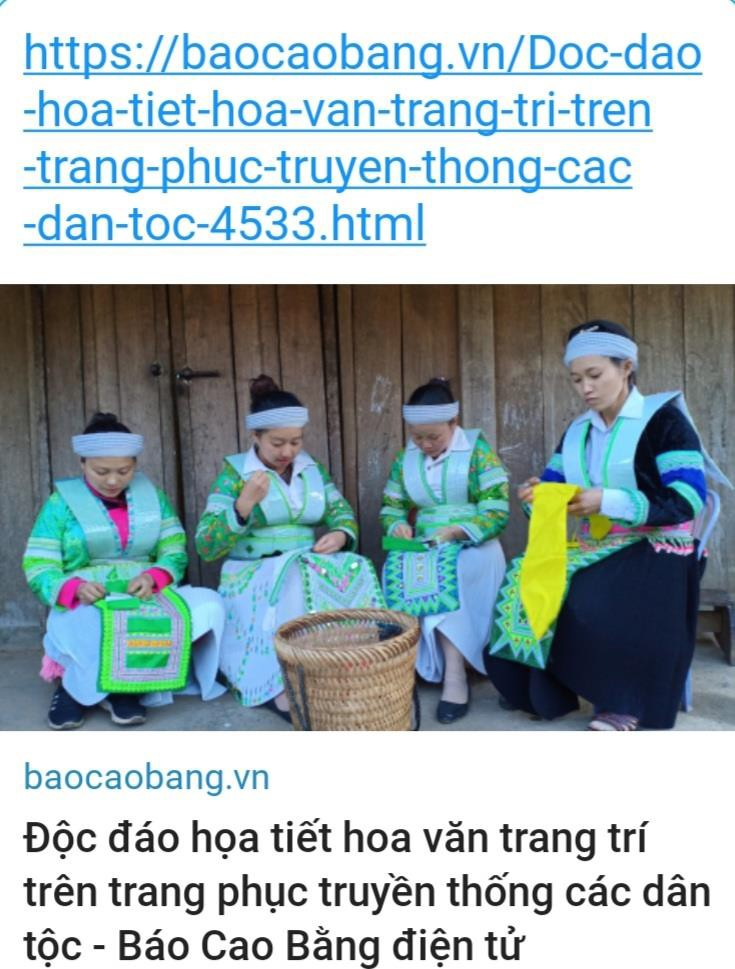 https://baocaobang.vn/Doc-dao
-hoa-tiet-hoa-van-trang-tri-tren
-trang-phuc-truyen-thong-cac
-dan-toc-4533.html
baocaobang.vn
Độc đáo họa tiết hoa văn trang trí
trên trang phục truyền thống các dân
tộc - Báo Cao Bằng điện tử